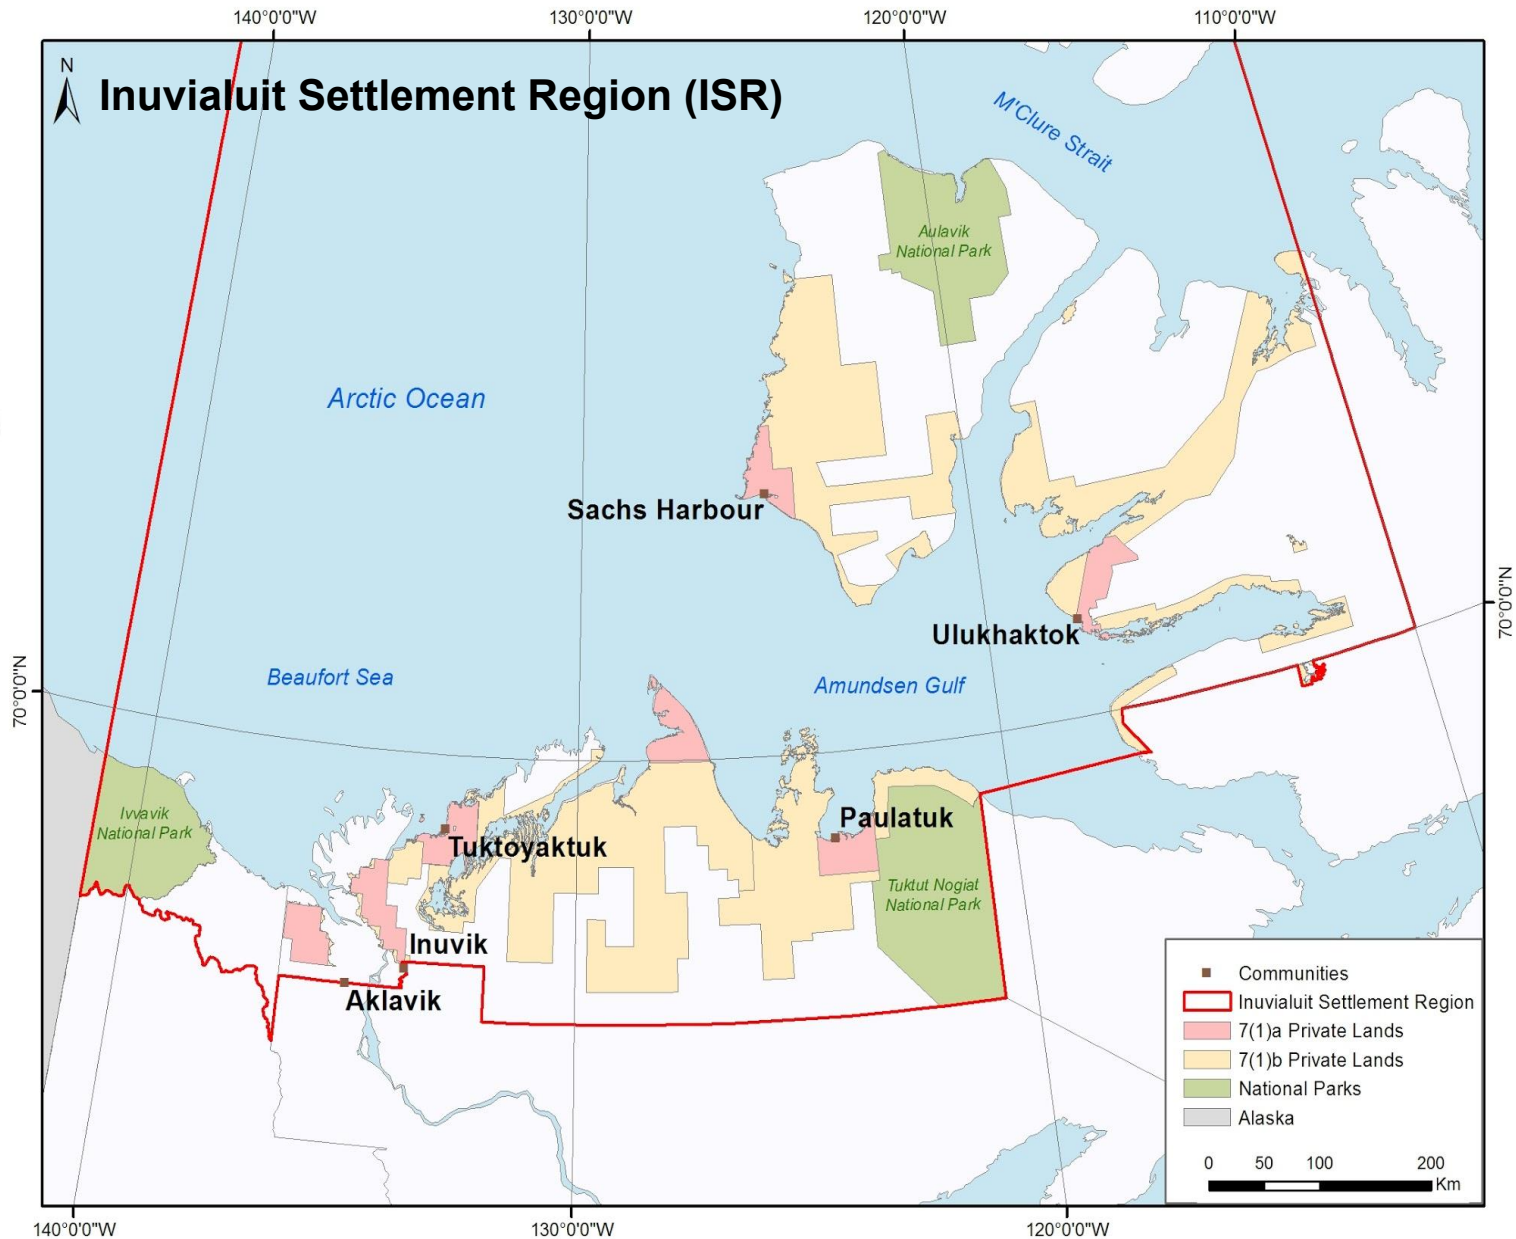 140°0'0"W
130°0'0"W
120°0'0"W
110°0'0"W
N
Inuvialuit Settlement Region (ISR)
M'Clure Strait
Aulavik
National Park
Arctic Ocean
Sachs Harbour
70°0'0"N
Ulukhaktok
70°0'0"N
Beaufort Sea
Amundsen Gulf
Ivvavik
National Park
Paulatuk
Tuktoyaktuk
Tuktut Nogiat
National Park
Inuvik
Aklavik
Communities
Inuvialuit Settlement Region
7(1)a Private Lands
7(1)b Private Lands
National Parks
Alaska
0 50 100 200
Km
140°0'0"W
130°0'0"W
120°0'0"W